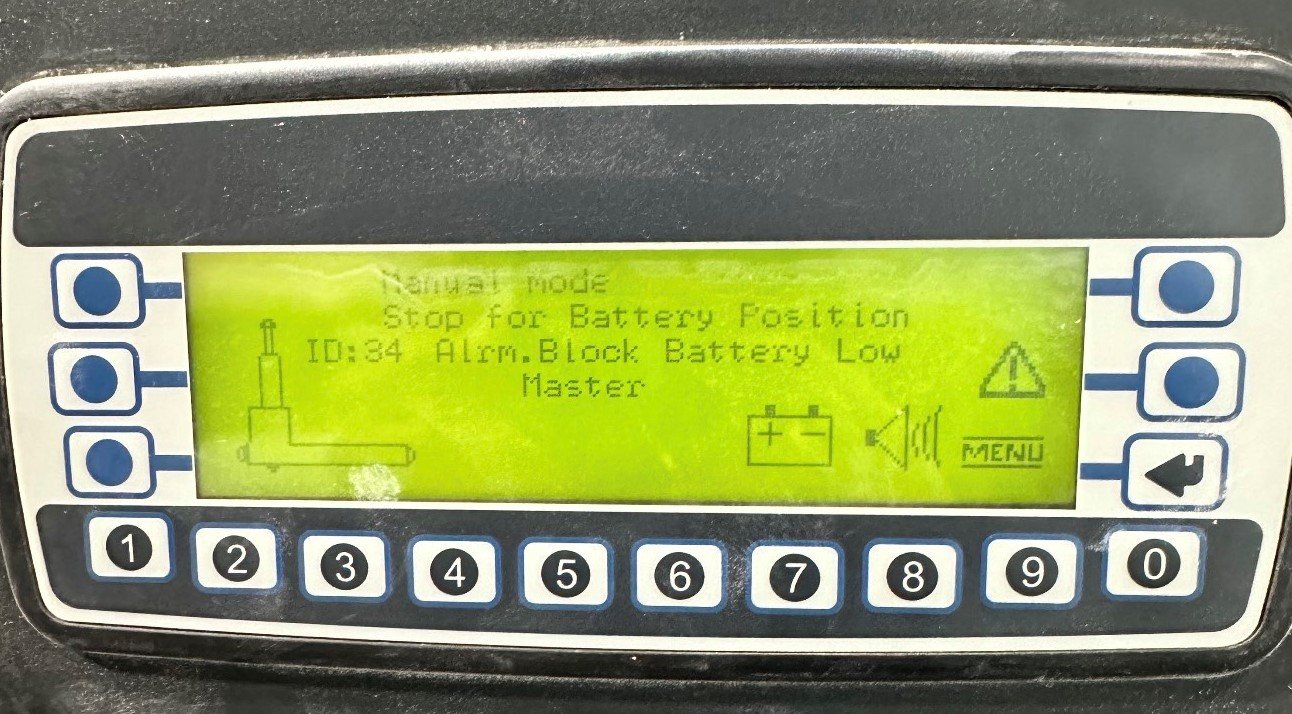 Manual mode
Stop for Battery Position
ID:34 Alrm.Block Battery Low
Master
MENU
1 2 3 4 5 6 7 8 9 0